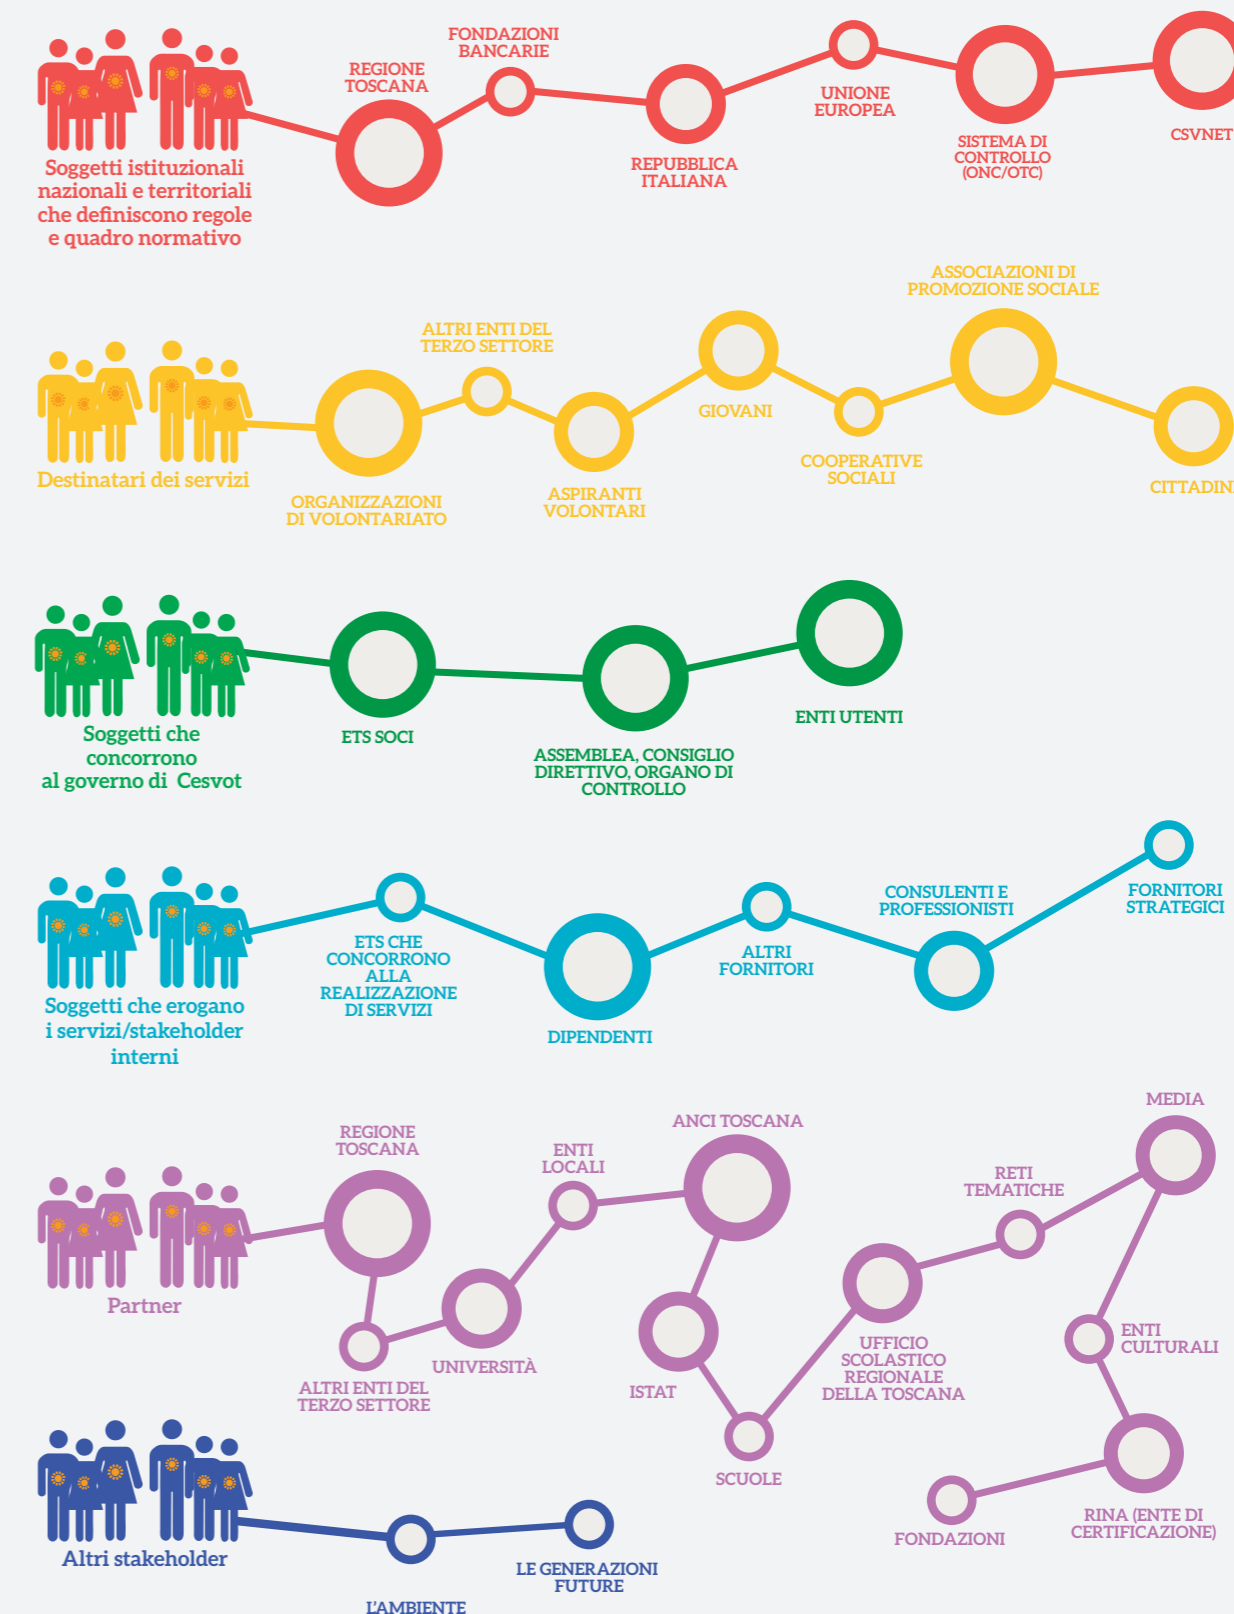 FONDAZIONI
BANCARIE
REGIONE
TOSCANA
UNIONE
EUROPEA
REPUBBLICA
ITALIANA
SISTEMA DI
CONTROLLO
(ONC/OTC)
CSVNET
Soggetti istituzionali
nazionali e territoriali
che definiscono regole
e quadro normativo
ASSOCIAZIONI DI
PROMOZIONE SOCIALE
ALTRI ENTI DEL
TERZO SETTORE
GIOVANI
COOPERATIVE
SOCIALI
Destinatari dei servizi
ORGANIZZAZIONI
DI VOLONTARIATO
ASPIRANTI
VOLONTARI
CITTADINI
Soggetti che
concorrono
al governo di Cesvot
ETS SOCI
ASSEMBLEA, CONSIGLIO
DIRETTIVO, ORGANO DI
CONTROLLO
ENTI UTENTI
Soggetti che erogano
i servizi/stakeholder
interni
ETS CHE
CONCORRONO
ALLA
REALIZZAZIONE
DI SERVIZI
DIPENDENTI
ALTRI
FORNITORI
CONSULENTI E
PROFESSIONISTI
FORNITORI
STRATEGICI
Partner
REGIONE
TOSCANA
ALTRI ENTI DEL
TERZO SETTORE
UNIVERSITÀ
ENTI
LOCALI
ANCI TOSCANA
ISTAT
SCUOLE
UFFICIO
SCOLASTICO
REGIONALE
DELLA TOSCANA
RETI
TEMATICHE
MEDIA
ENTI
CULTURALI
RINA (ENTE DI
CERTIFICAZIONE)
FONDAZIONI
Altri stakeholder
L'AMBIENTE
LE GENERAZIONI
FUTURE